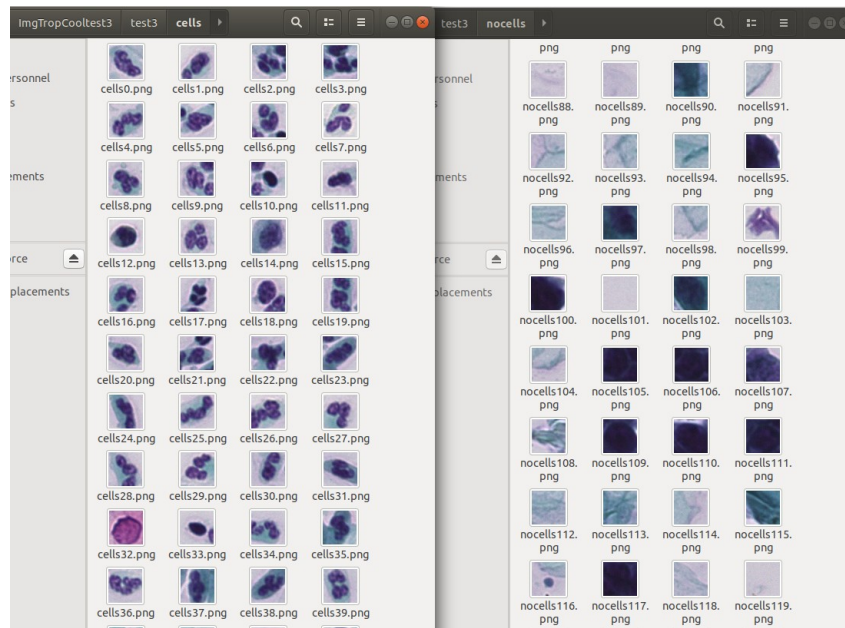 ImgTropCooltest3 test3 cells
ersonnel
s
ements
rce
placements
cells0.png cells1.png cells2.png cells3.png
cells4.png cells5.png cells6.png cells7.png
cells8.png cells9.png cells10.png cells11.png
cells12.png cells13.png cells14.png cells15.png
cells16.png cells17.png cells18.png cells19.png
cells20.png cells21.png cells22.png cells23.png
cells24.png cells25.png cells26.png cells27.png
cells28.png cells29.png cells30.png cells31.png
cells32.png cells33.png cells34.png cells35.png
cells36.png cells37.png cells38.png cells39.png
test3 nocells
rsonnel
s
ments
rce
placements
png png png
nocells88. nocells89. nocells90. nocells91.
png png png png
nocells92. nocells93. nocells94. nocells95.
png png png png
nocells96. nocells97. nocells98. nocells99.
png png png png
nocells100. nocells101. nocells102. nocells103.
png png png png
nocells104. nocells105. nocells106. nocells107.
png png png png
nocells108. nocells109. nocells110. nocells111.
png png png png
nocells112. nocells113. nocells114. nocells115.
png png png png
nocells116. nocells117. nocells118. nocells119.
png png png png